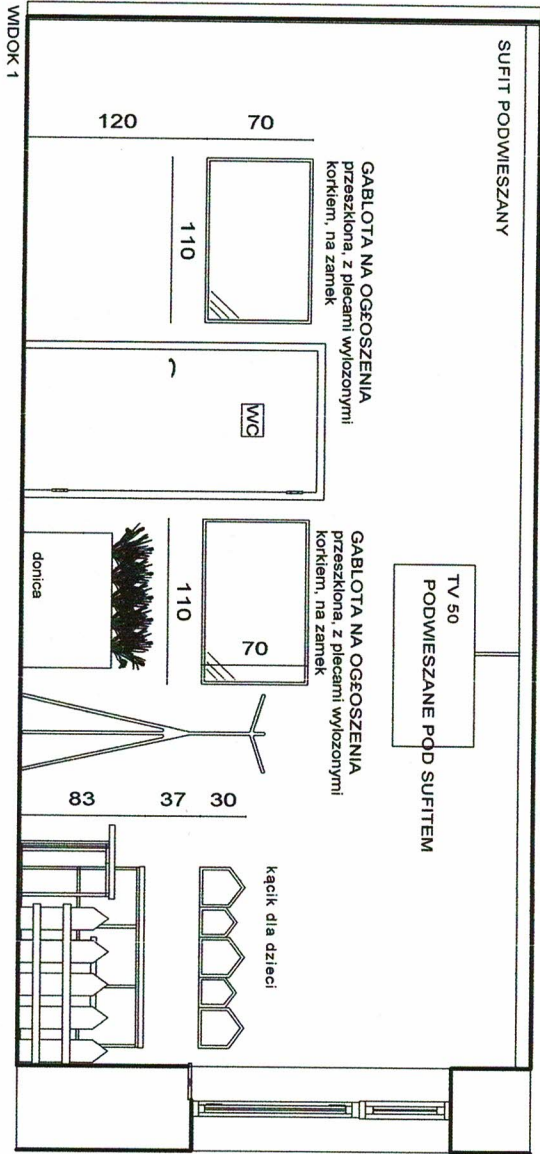 SUFIT PODWIESZANY
TV 50
PODWIESZANE POD SUFITEM
GABLOTA NA OGŁOSZENIA
przeszklona, z plecami wylozonymi
korkiem, na zamek
GABLOTA NA OGŁOSZENIA
przeszklona, z plecami wylozonymi
korkiem, na zamek
70
120
110
WC
70
110
donica
kącik dla dzieci
30
37
83
WIDOK 1